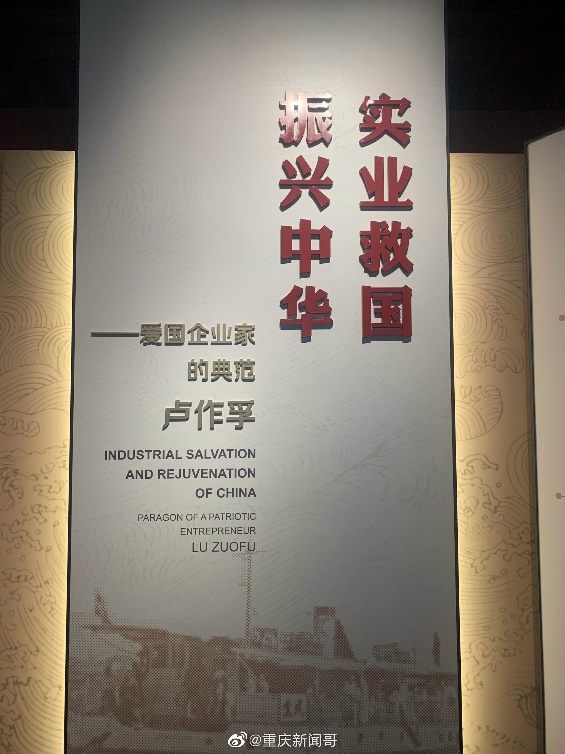 实业救国
振兴中华
——爱国企业家
的典范
卢作孚
INDUSTRIAL SALVATION
AND REJUVENATION
OF CHINA
PARAGON OF A PATRIOTIC
ENTREPRENEUR
LU ZUOFU
@重庆新闻哥